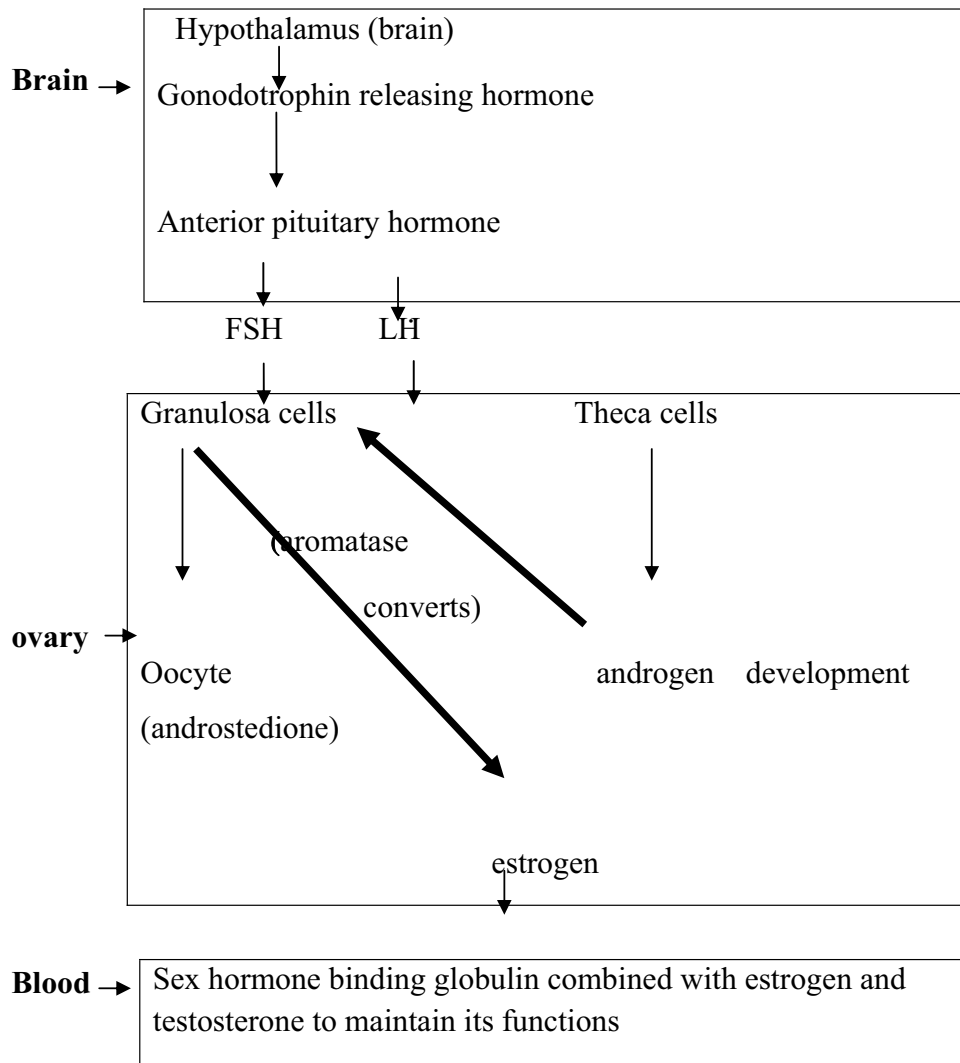 Hypothalamus (brain)
Brain
Gonodotrophin releasing hormone
Anterior pituitary hormone
FSH LH
Granulosa cells Theca cells
(aromatase
converts)
ovary
Oocyte androgen development
(androstedione)
estrogen
Blood
Sex hormone binding globulin combined with estrogen and
testosterone to maintain its functions